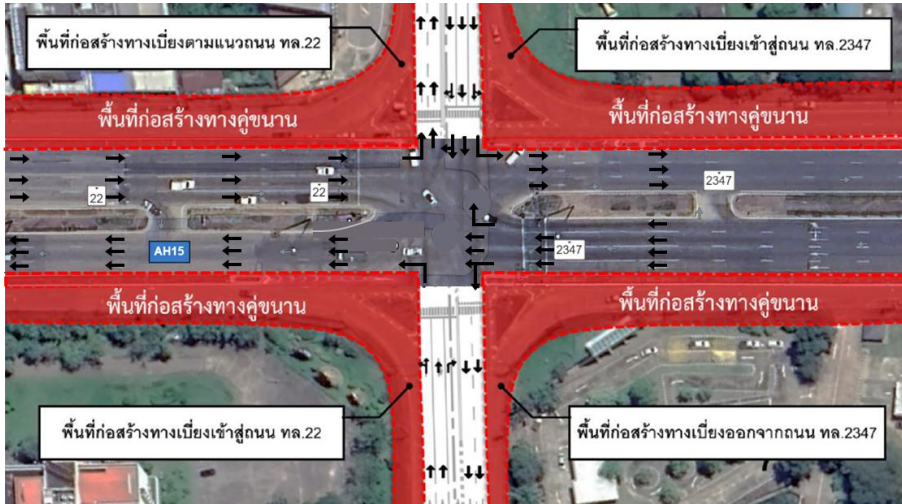 พื้นที่ก่อสร้างทางเบี่ยงตามแนวถนน ทล.22
พื้นที่ก่อสร้างทางเบี่ยงเข้าสู่ถนน ทล.2347
พื้นที่ก่อสร้างทางคู่ขนาน
พื้นที่ก่อสร้างทางคู่ขนาน
22
22
2347
AH15
2347
พื้นที่ก่อสร้างทางคู่ขนาน
พื้นที่ก่อสร้างทางคู่ขนาน
พื้นที่ก่อสร้างทางเบี่ยงเข้าสู่ถนน ทล.22
พื้นที่ก่อสร้างทางเบี่ยงออกจากถนน ทล.2347